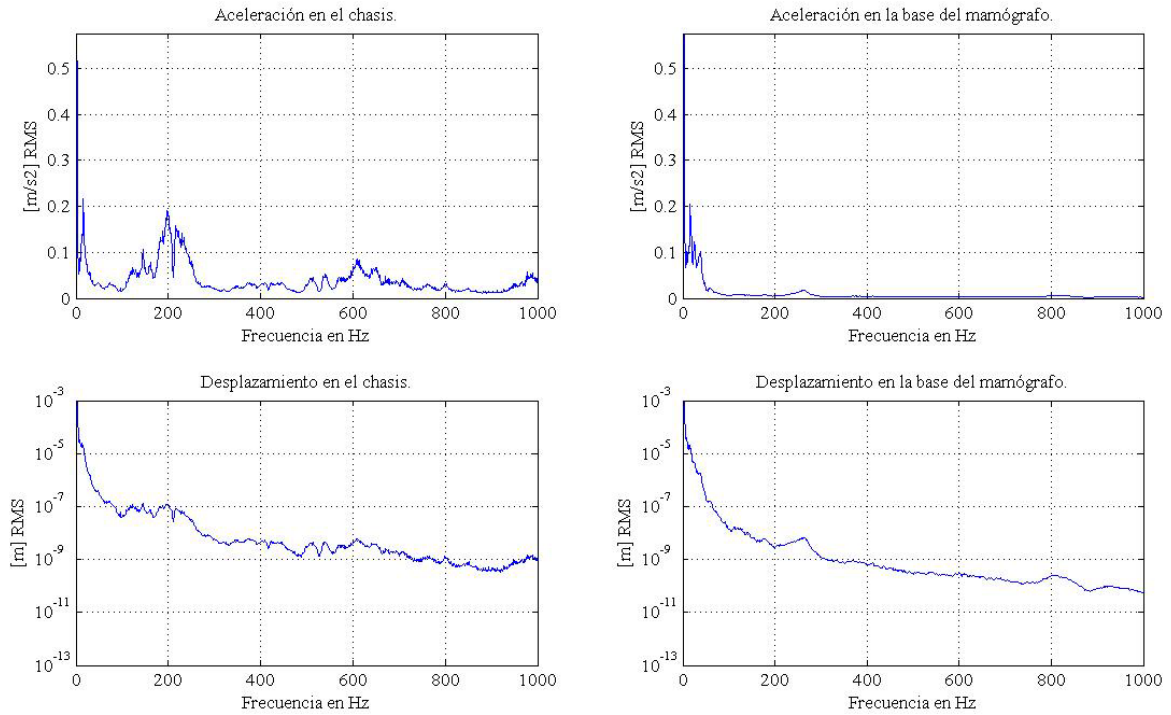 Aceleración en el chasis.
0.5
0.4
0.3
0.2
0.1
0
[m/s2] RMS
0 200 400 600 800 1000
Frecuencia en Hz
Aceleración en la base del mamógrafo.
0.5
0.4
0.3
0.2
0.1
0
[m/s2] RMS
0 200 400 600 800 1000
Frecuencia en Hz
Desplazamiento en el chasis.
10^-3
10^-5
10^-7
10^-9
10^-11
10^-13
[m] RMS
0 200 400 600 800 1000
Frecuencia en Hz
Desplazamiento en la base del mamógrafo.
10^-3
10^-5
10^-7
10^-9
10^-11
10^-13
[m] RMS
0 200 400 600 800 1000
Frecuencia en Hz